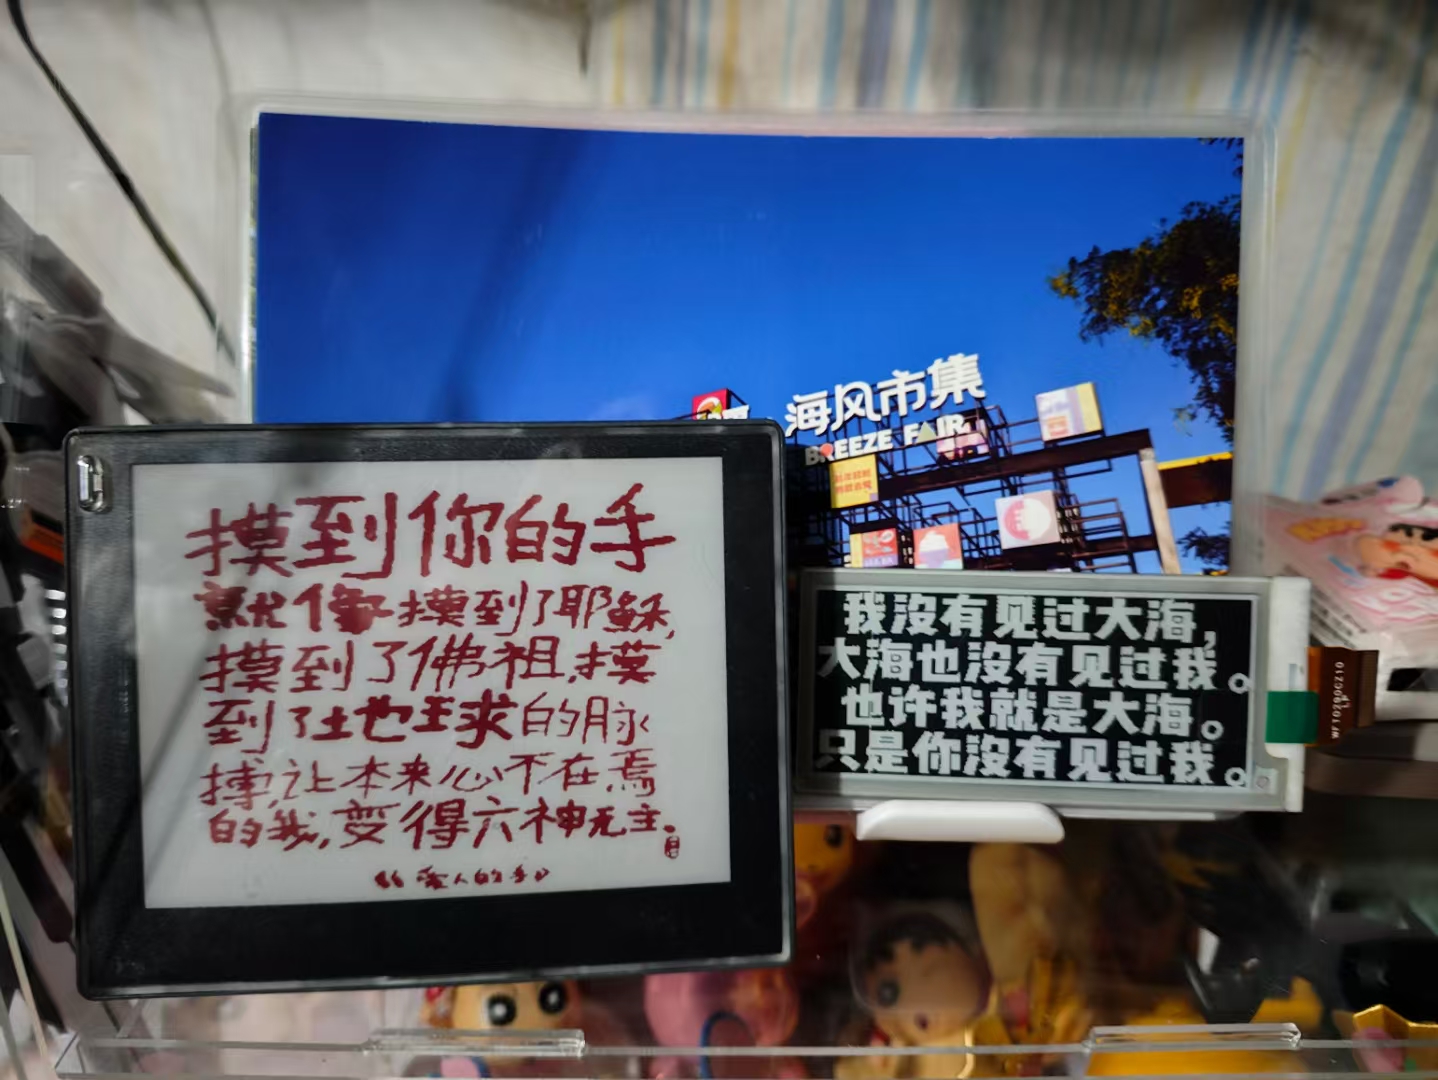 海风市集
BREEZE FAIR
摸到你的手
就像摸到了耶稣,
摸到了佛祖,摸
到了地球的脉
搏,让本来心不在焉
的我,变得六神无主。
《爱人的手》
我没有见过大海,
大海也没有见过我。
也许我就是大海。
只是你没有见过我。
WF1029DGZ10